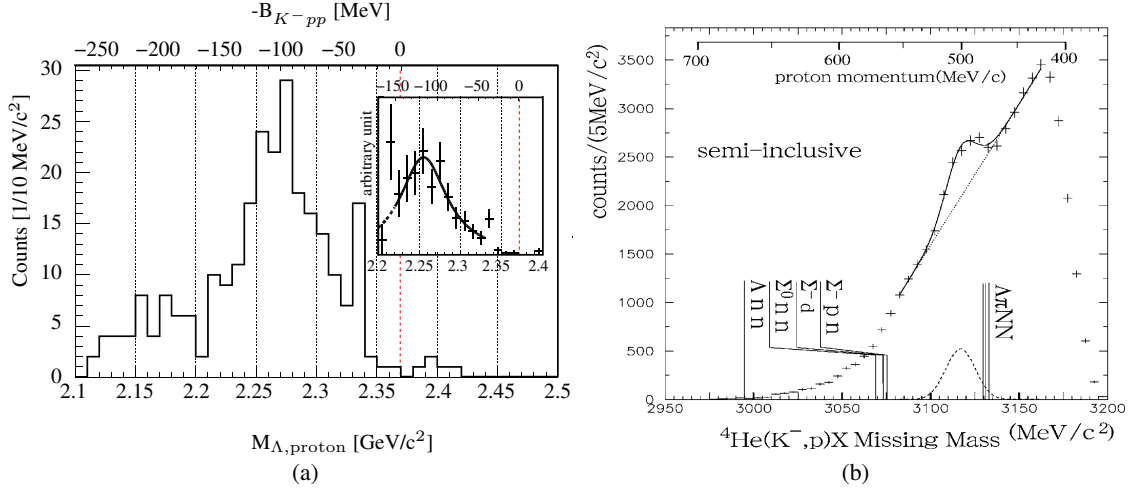 -B_{K^-pp} [MeV]
−250 −200 −150 −100 −50 0
30
20
10
0
Counts [1/10 MeV/c²]
−150 −100 −50 0
arbitrary unit
2.2 2.25 2.3 2.35 2.4
2.1 2.15 2.2 2.25 2.3 2.35 2.4 2.45 2.5
M_{Λ,proton} [GeV/c²]
(a)
700 600 500 400
proton momentum(MeV/c)
3500
3000
2500
2000
1500
1000
500
0
counts/(5MeV/c²)
semi-inclusive
Λnn
Σ⁰nn
Σ⁻d
Σ⁻pn
ΛπNN
2950 3000 3050 3100 3150 3200
⁴He(K⁻,p)X Missing Mass (MeV/c²)
(b)